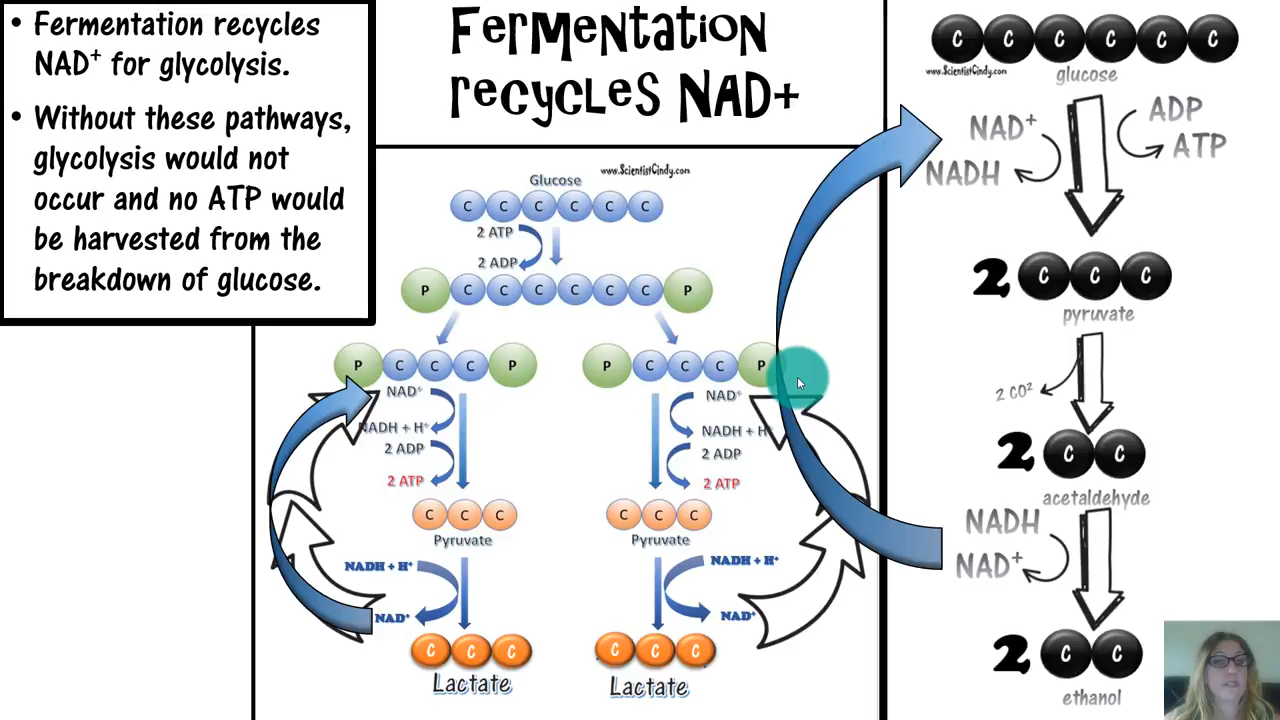 • Fermentation recycles
NAD⁺ for glycolysis.
• Without these pathways,
glycolysis would not
occur and no ATP would
be harvested from the
breakdown of glucose.
Fermentation
recycles NAD+
www.ScientistCindy.com
Glucose
C C C C C C
2 ATP
2 ADP
P C C C C C C P
P C C C P
P C C C P
NAD⁺
NADH + H⁺
2 ADP
2 ATP
NAD⁺
NADH + H⁺
2 ADP
2 ATP
C C C
Pyruvate
C C C
Pyruvate
NADH + H⁺
NAD⁺
NADH + H⁺
NAD⁺
C C C
Lactate
C C C
Lactate
C C C C C C
www.ScientistCindy.com
glucose
NAD⁺
NADH
ADP
ATP
2 C C C
pyruvate
2 CO²
2 C C
acetaldehyde
NADH
NAD⁺
2 C C
ethanol